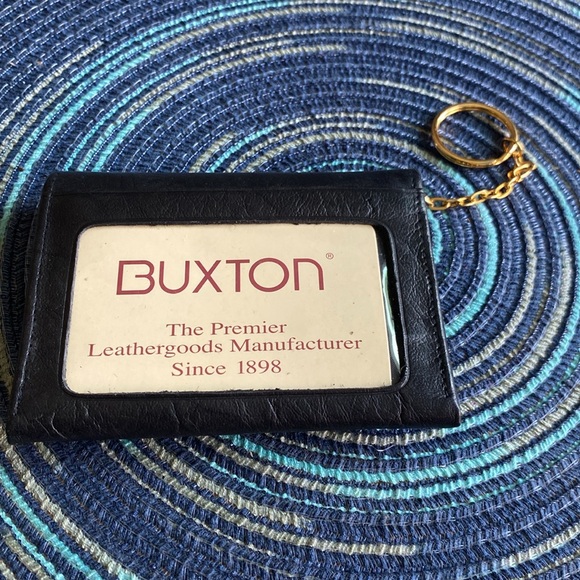 BUXTON®
The Premier
Leathergoods Manufacturer
Since 1898